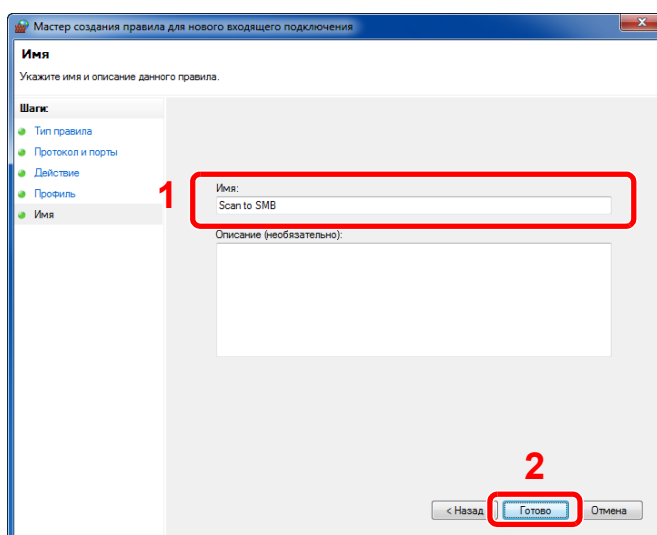 Мастер создания правила для нового входящего подключения
Имя
Укажите имя и описание данного правила.
Шаги:
Тип правила
Протокол и порты
Действие
Профиль
Имя
1
Имя:
Scan to SMB
Описание (необязательно):
2
< Назад
Готово
Отмена